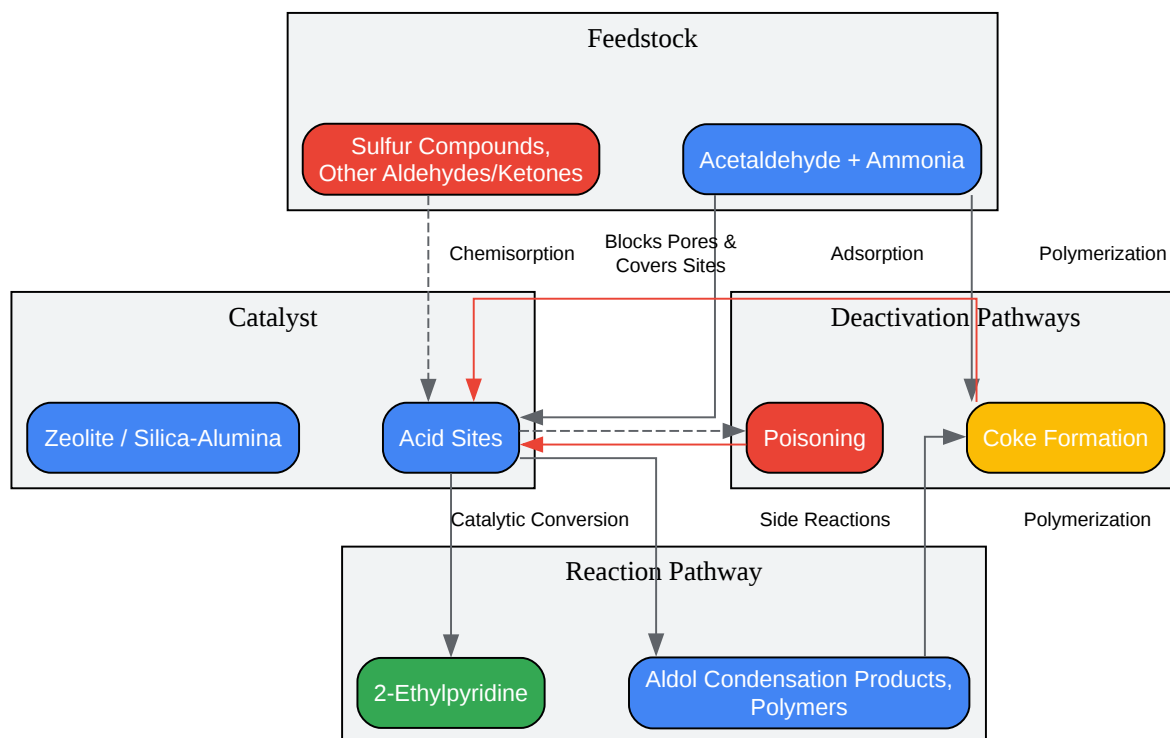 Feedstock
Sulfur Compounds,
Other Aldehydes/Ketones
Acetaldehyde + Ammonia
Chemisorption
Blocks Pores &
Covers Sites
Adsorption
Polymerization
Catalyst
Deactivation Pathways
Zeolite / Silica-Alumina
Acid Sites
Poisoning
Coke Formation
Catalytic Conversion
Side Reactions
Polymerization
Reaction Pathway
2-Ethylpyridine
Aldol Condensation Products,
Polymers